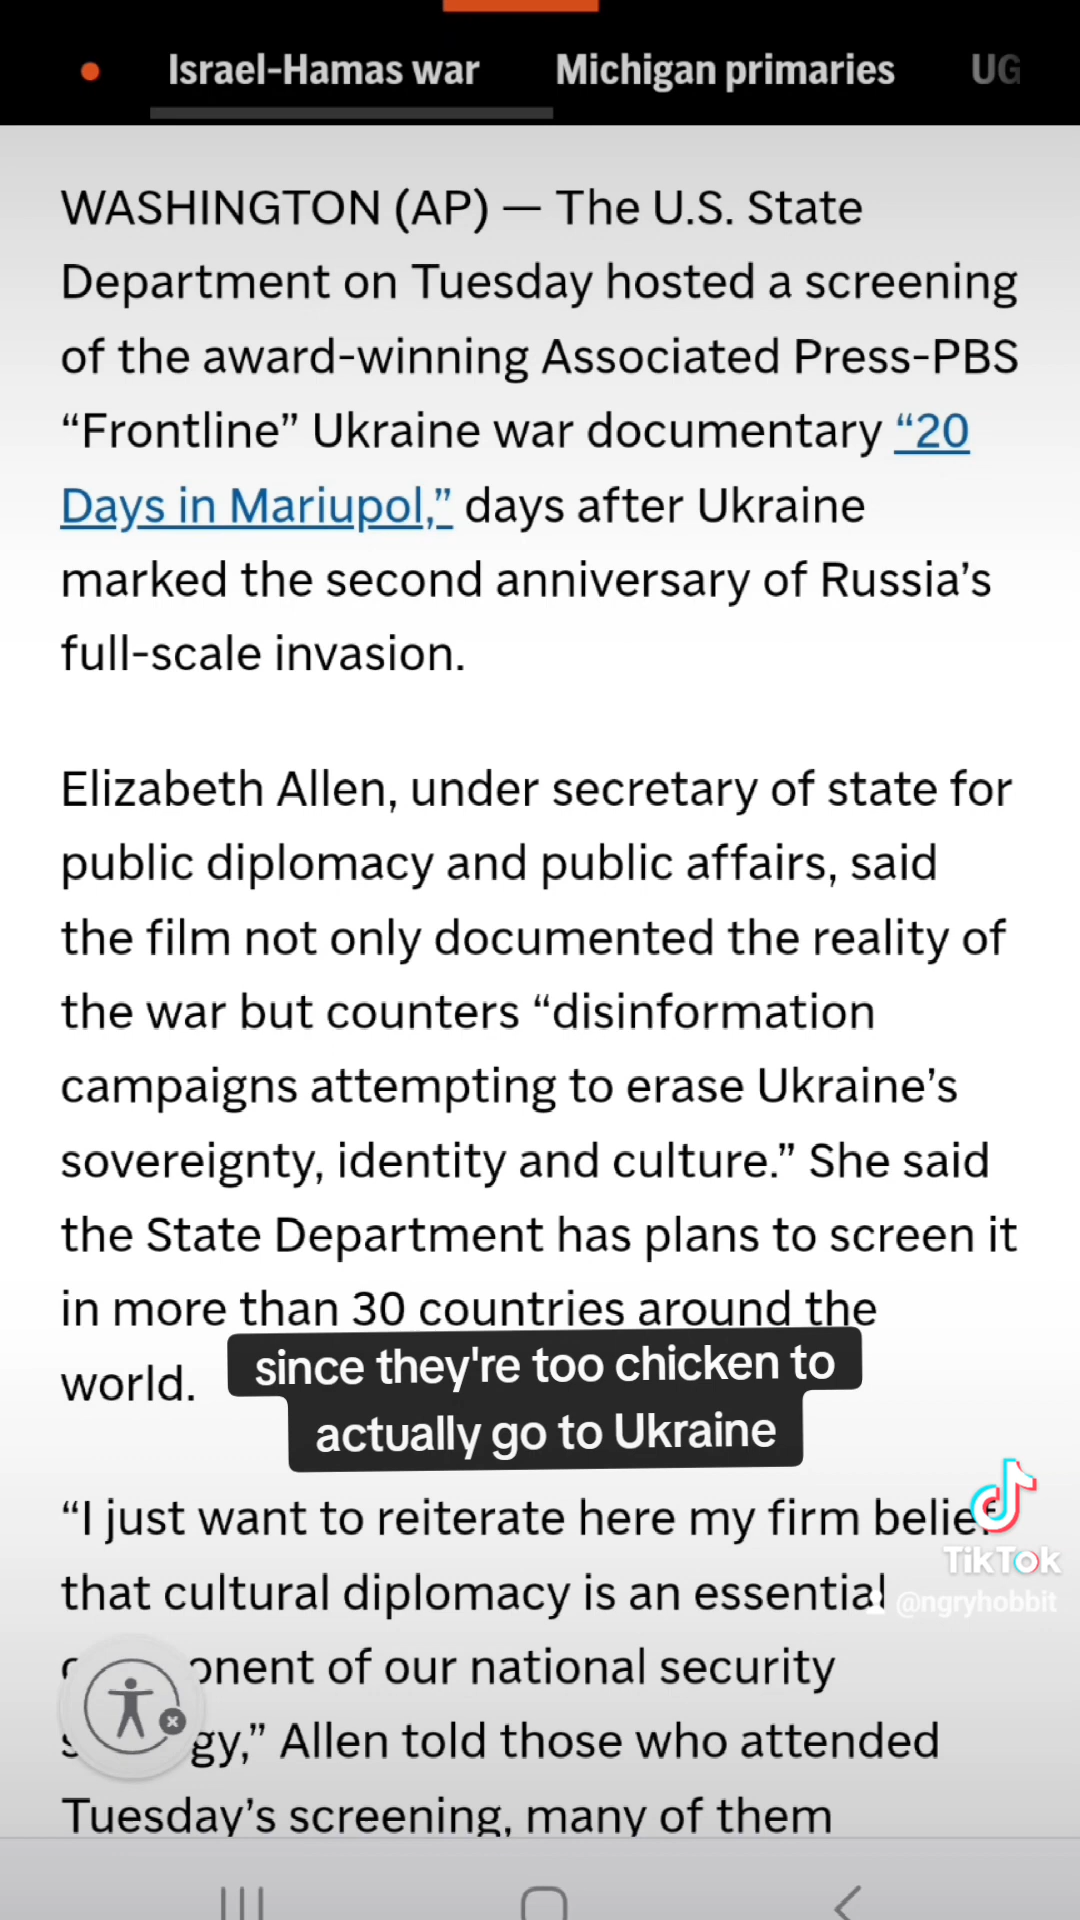 Israel-Hamas war Michigan primaries UG
WASHINGTON (AP) — The U.S. State
Department on Tuesday hosted a screening
of the award-winning Associated Press-PBS
“Frontline” Ukraine war documentary “20
Days in Mariupol,” days after Ukraine
marked the second anniversary of Russia’s
full-scale invasion.
Elizabeth Allen, under secretary of state for
public diplomacy and public affairs, said
the film not only documented the reality of
the war but counters “disinformation
campaigns attempting to erase Ukraine’s
sovereignty, identity and culture.” She said
the State Department has plans to screen it
in more than 30 countries around the
world.
since they're too chicken to
actually go to Ukraine
“I just want to reiterate here my firm belief
that cultural diplomacy is an essential
onent of our national security
gy,” Allen told those who attended
Tuesday’s screening, many of them
TikTok
@ngryhobbit